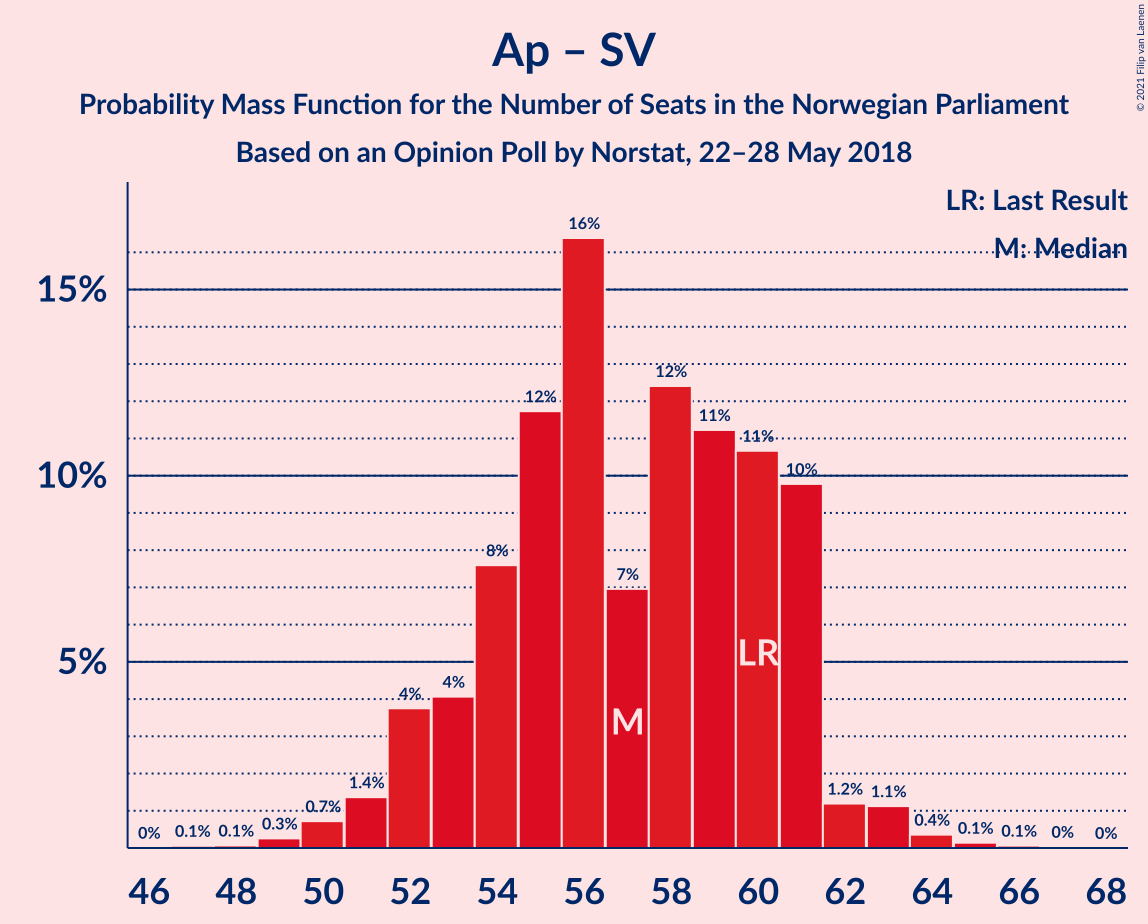 Ap – SV
Probability Mass Function for the Number of Seats in the Norwegian Parliament
Based on an Opinion Poll by Norstat, 22–28 May 2018
© 2021 Filip van Laenen
LR: Last Result
M: Median
15%
10%
5%
0%
0.1%
0.1%
0.3%
0.7%
1.4%
4%
4%
8%
12%
16%
7%
12%
11%
11%
10%
1.2%
1.1%
0.4%
0.1%
0.1%
0%
0%
M
LR
46 48 50 52 54 56 58 60 62 64 66 68